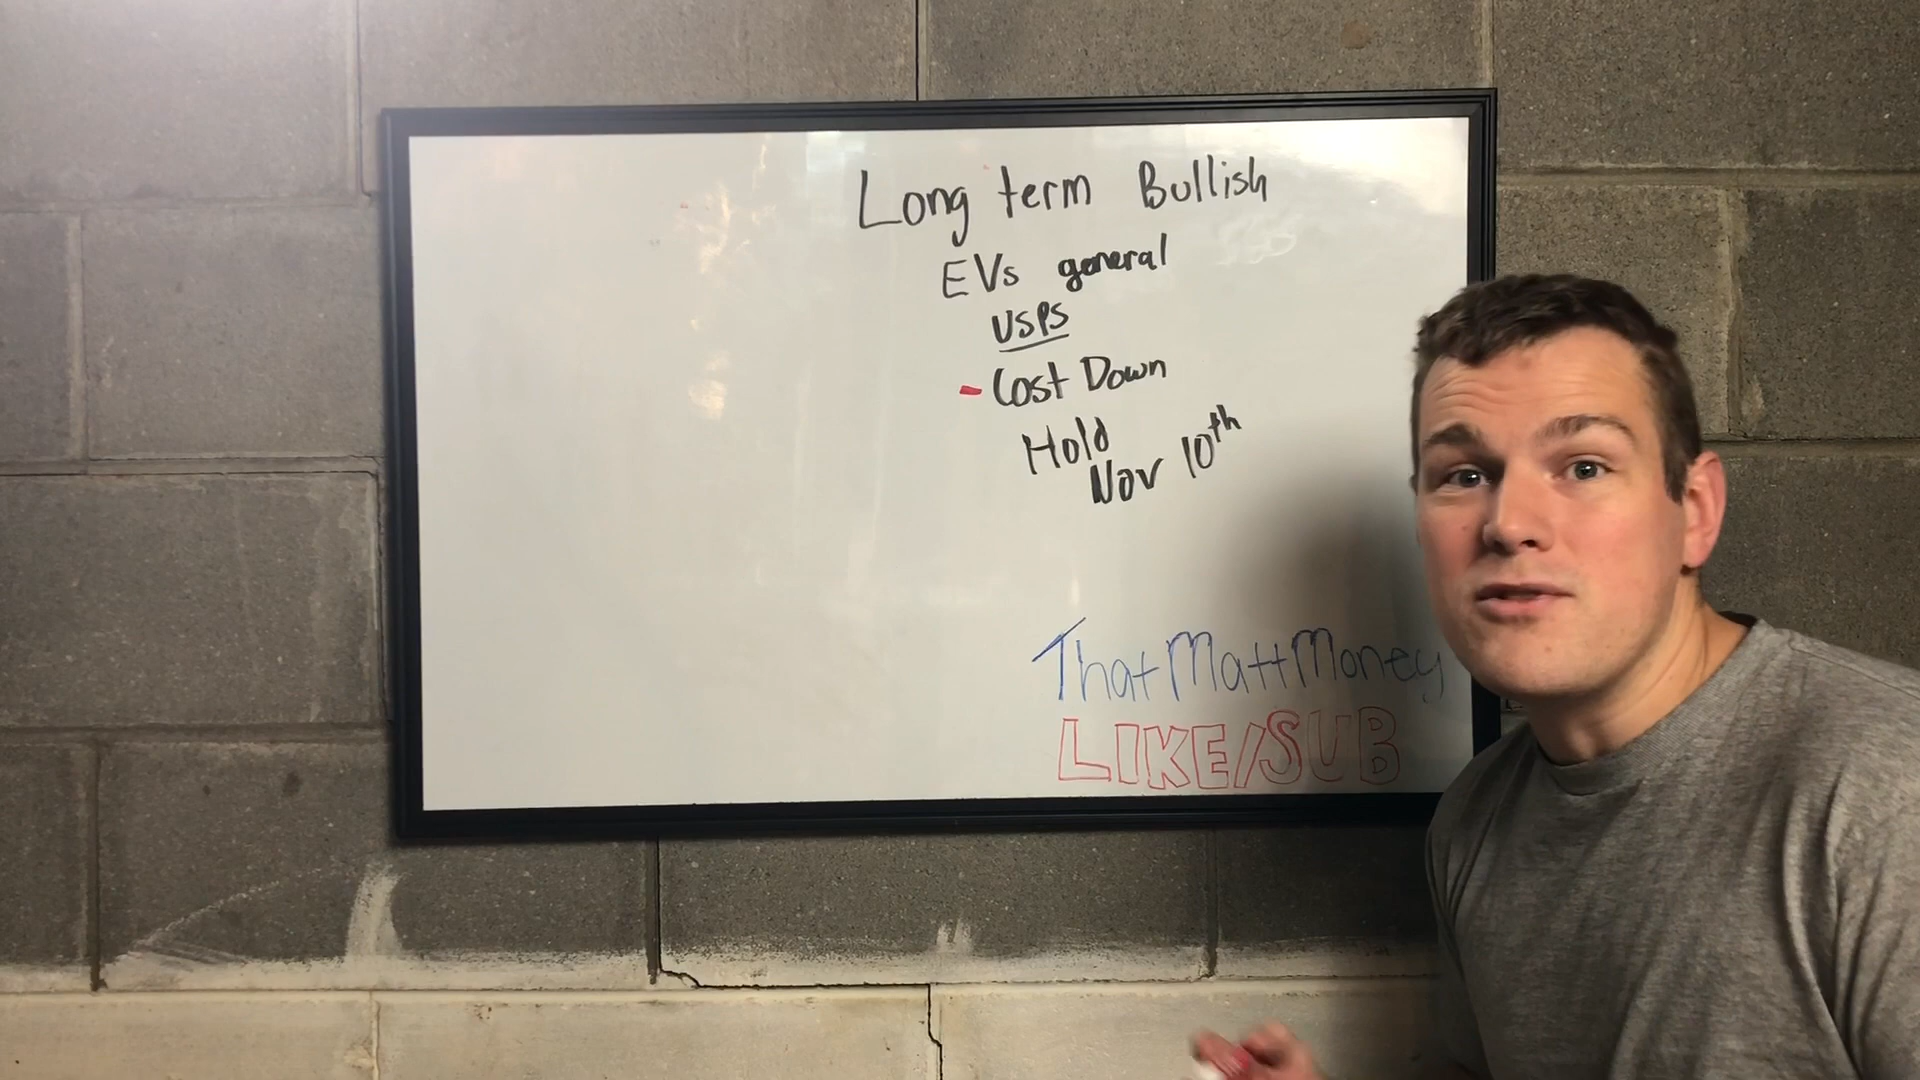 Long term Bullish
EVs general
USPS
- Cost Down
Hold
Nov 10th
ThatMattMoney
LIKE/SUB